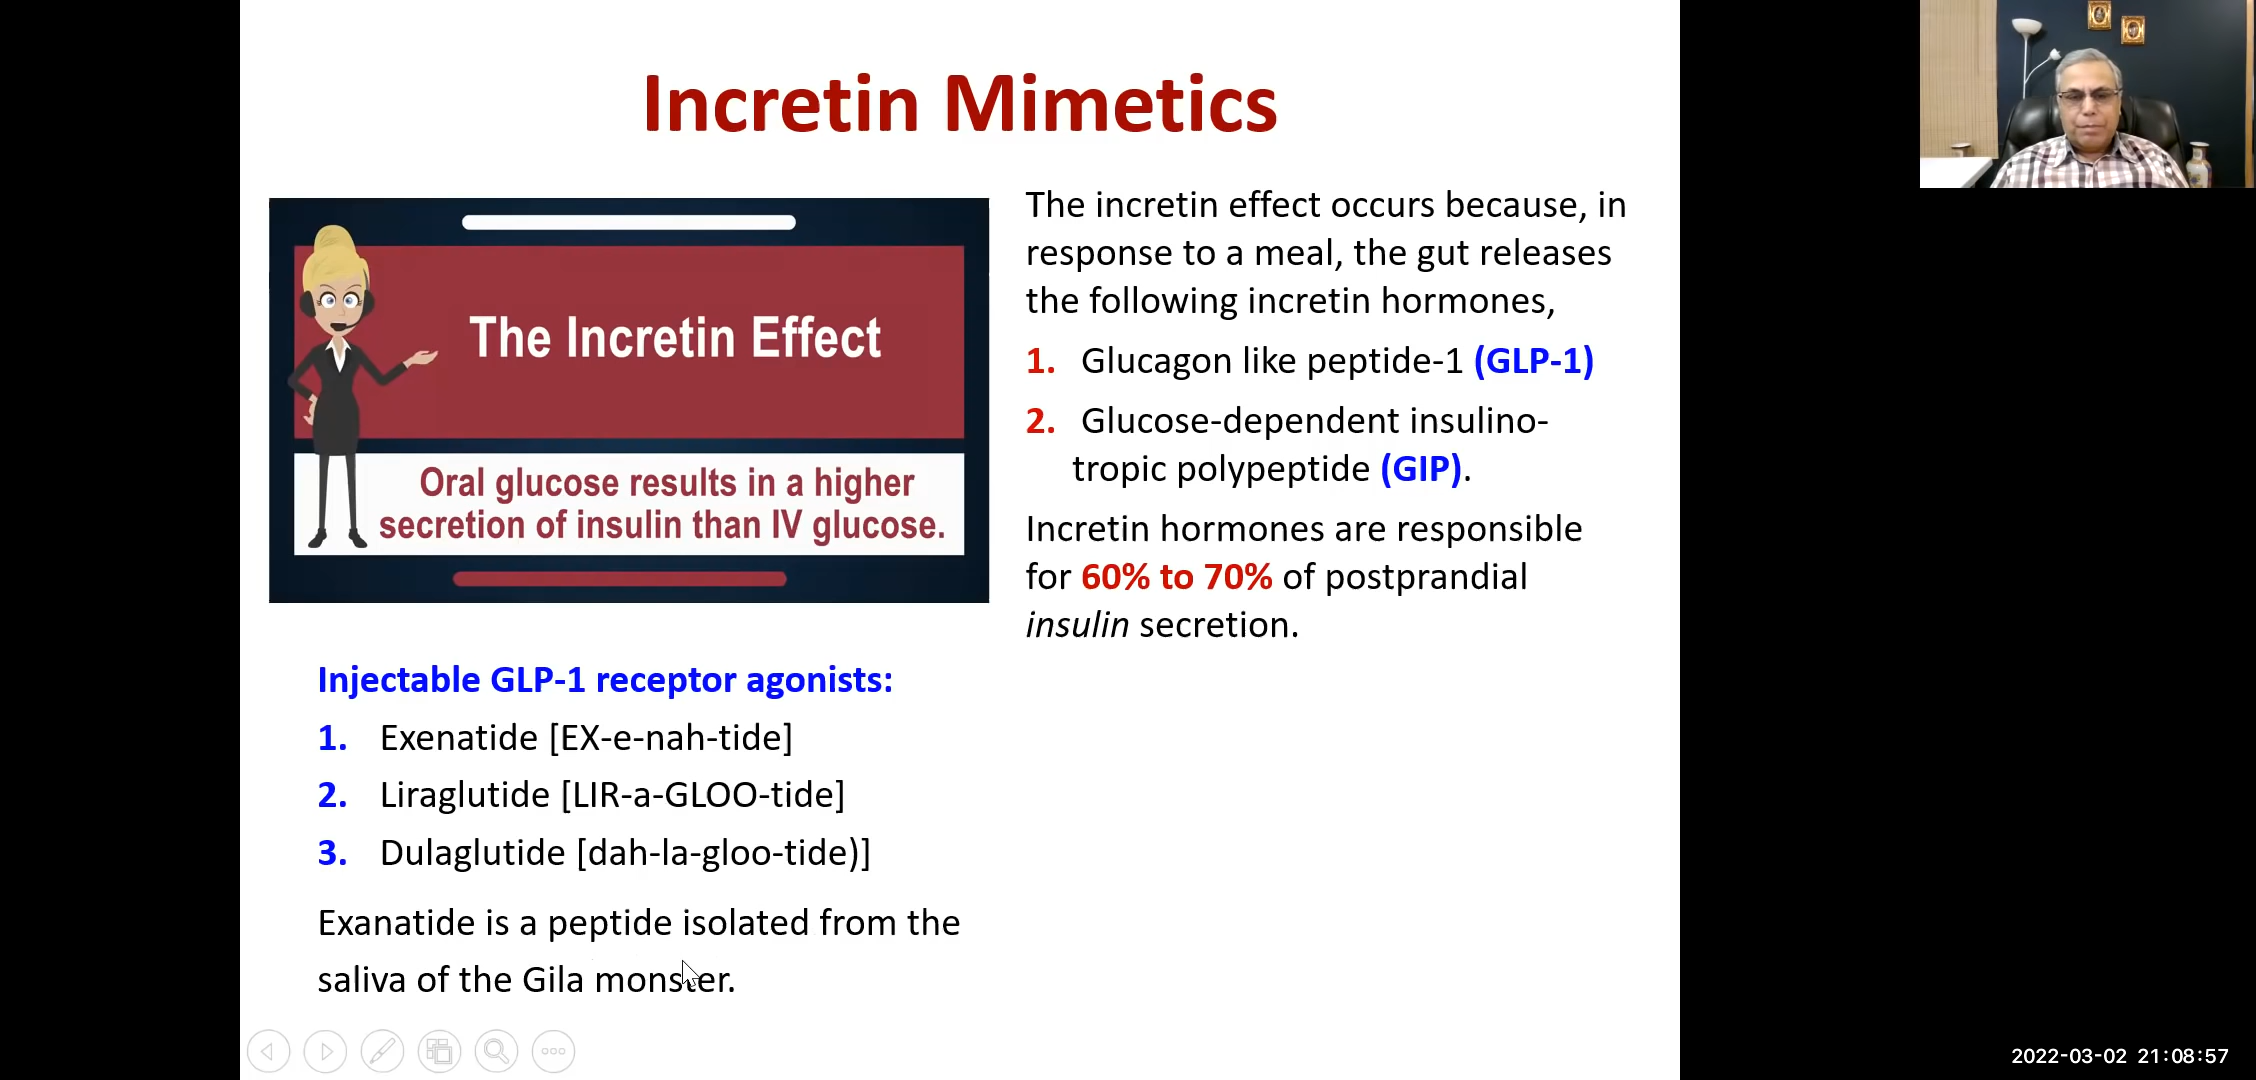 Incretin Mimetics
The Incretin Effect
Oral glucose results in a higher
secretion of insulin than IV glucose.
The incretin effect occurs because, in
response to a meal, the gut releases
the following incretin hormones,
1. Glucagon like peptide-1 (GLP-1)
2. Glucose-dependent insulino-
tropic polypeptide (GIP).
Incretin hormones are responsible
for 60% to 70% of postprandial
insulin secretion.
Injectable GLP-1 receptor agonists:
1. Exenatide [EX-e-nah-tide]
2. Liraglutide [LIR-a-GLOO-tide]
3. Dulaglutide [dah-la-gloo-tide)]
Exanatide is a peptide isolated from the
saliva of the Gila monster.
2022-03-02 21:08:57